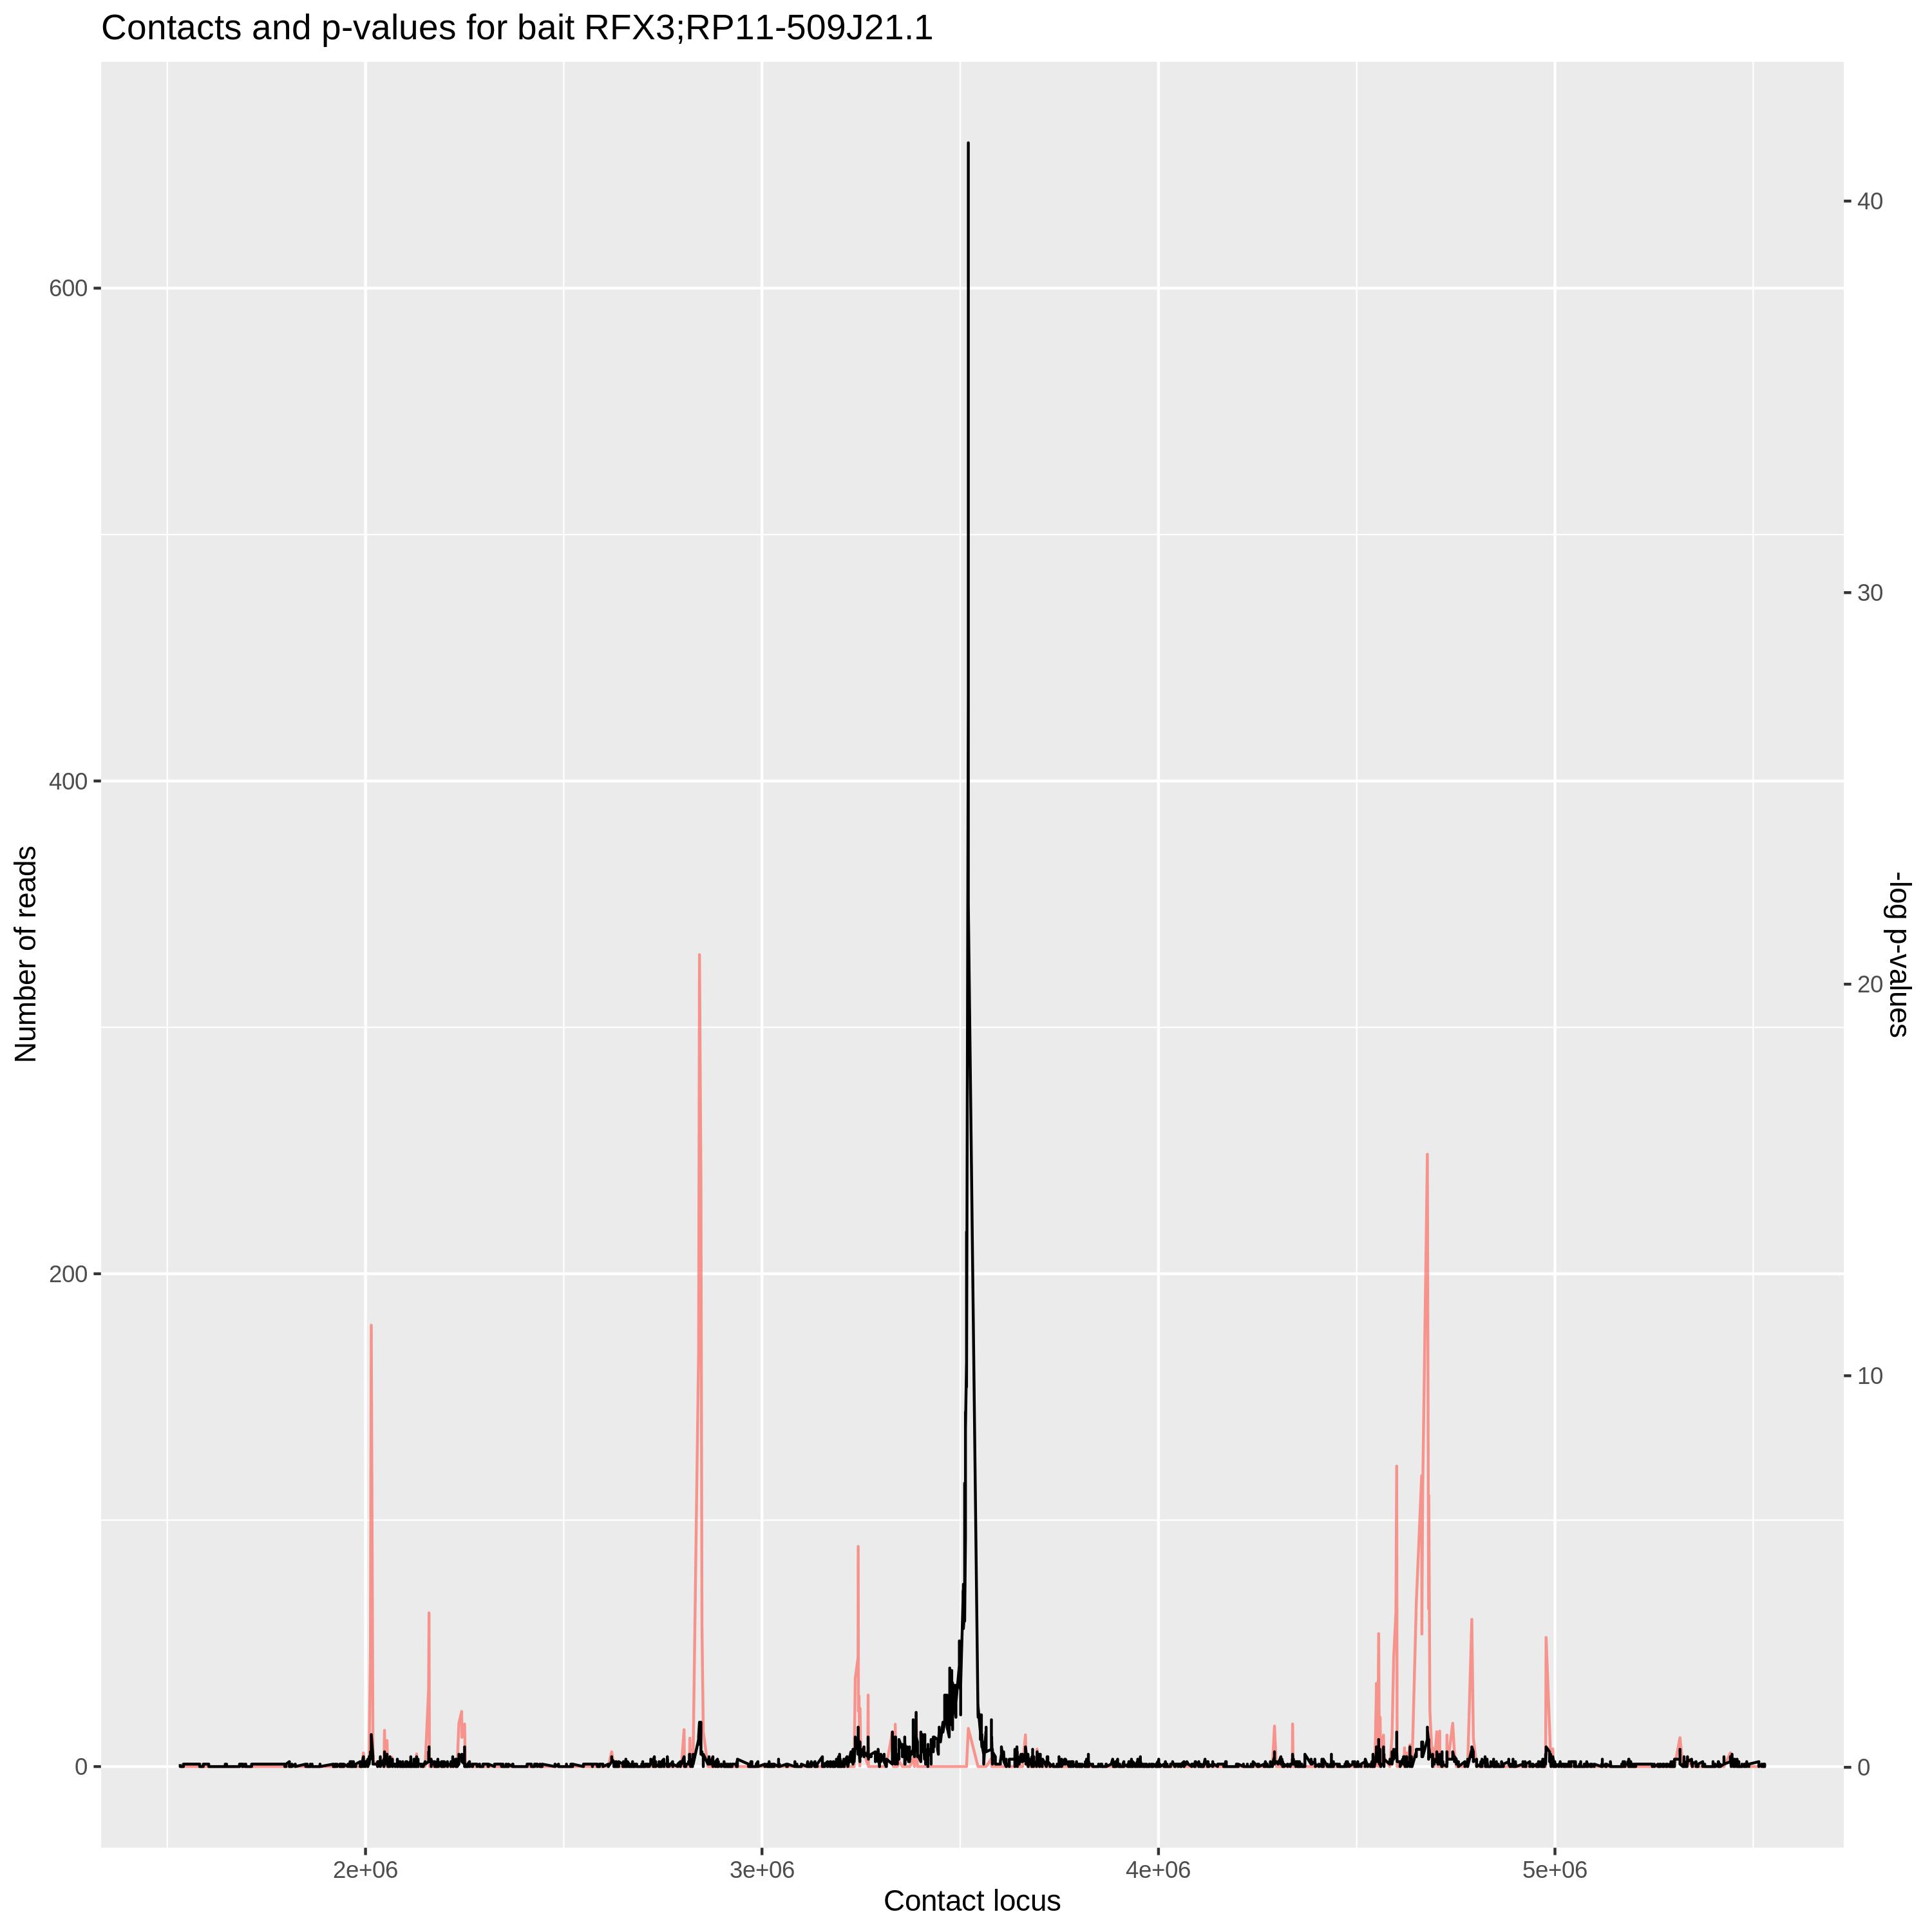 Contacts and p-values for bait RFX3;RP11-509J21.1
Number of reads
600
400
200
0
40
30
20
10
0
-log p-values
2e+06
3e+06
4e+06
5e+06
Contact locus